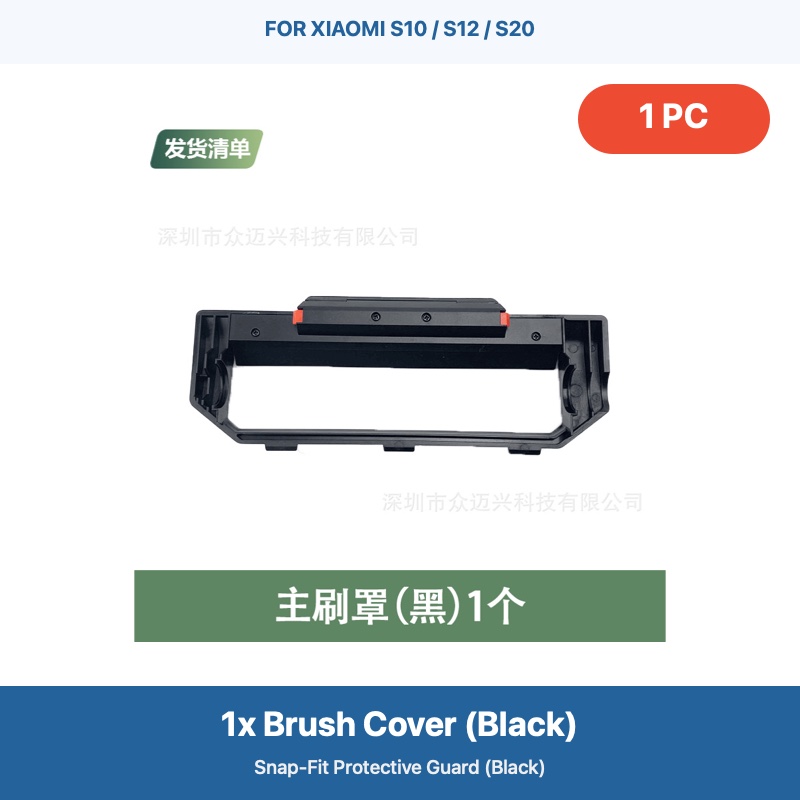 FOR XIAOMI S10 / S12 / S20
1 PC
发货清单
深圳市众迈兴科技有限公司
深圳市众迈兴科技有限公司
主刷罩(黑)1个
1x Brush Cover (Black)
Snap-Fit Protective Guard (Black)